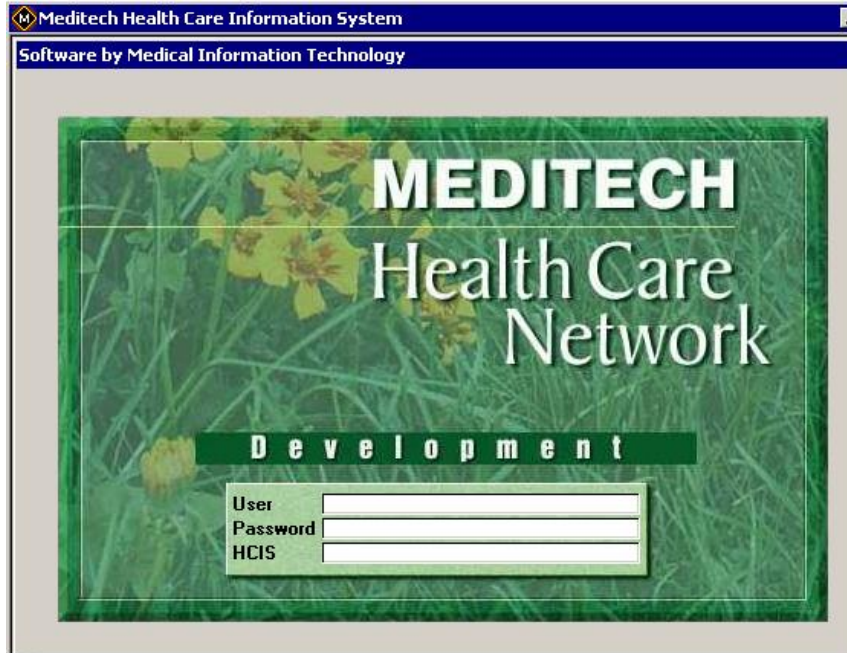 Meditech Health Care Information System
Software by Medical Information Technology
MEDITECH
Health Care
Network
Development
User
Password
HCIS